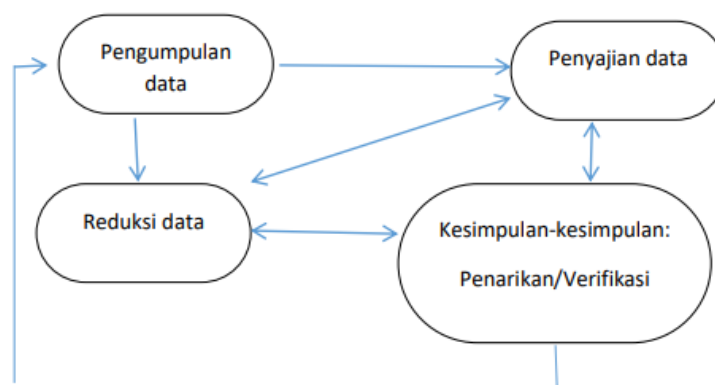 Pengumpulan
data
Penyajian data
Reduksi data
Kesimpulan-kesimpulan:
Penarikan/Verifikasi